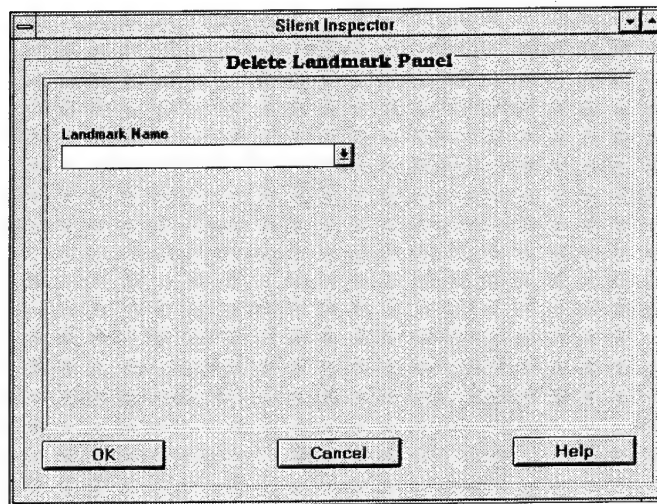 Silent Inspector
Delete Landmark Panel
Landmark Name
OK
Cancel
Help